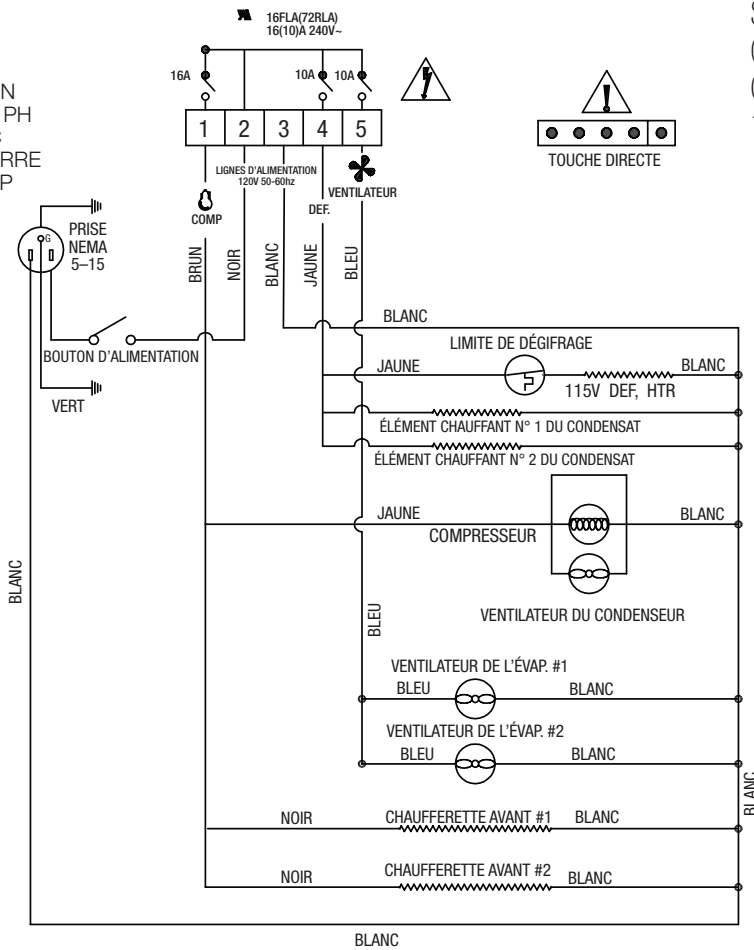 16FLA(72RLA)
16(10)A 240V~
16A
10A
10A
N
PH
RRE
P
1
2
3
4
5
LIGNES D'ALIMENTATION
120V 50-60hz
COMP
DEF.
VENTILATEUR
TOUCHE DIRECTE
G
PRISE
NEMA
5–15
BRUN
NOIR
BLANC
JAUNE
BLEU
BOUTON D'ALIMENTATION
VERT
BLANC
LIMITE DE DÉGIFRAGE
JAUNE
BLANC
115V DEF, HTR
ÉLÉMENT CHAUFFANT N° 1 DU CONDENSAT
ÉLÉMENT CHAUFFANT N° 2 DU CONDENSAT
JAUNE
BLANC
COMPRESSEUR
VENTILATEUR DU CONDENSEUR
BLANC
BLEU
VENTILATEUR DE L'ÉVAP. #1
BLEU
BLANC
VENTILATEUR DE L'ÉVAP. #2
BLEU
BLANC
BLANC
NOIR
CHAUFFERETTE AVANT #1
BLANC
NOIR
CHAUFFERETTE AVANT #2
BLANC
BLANC